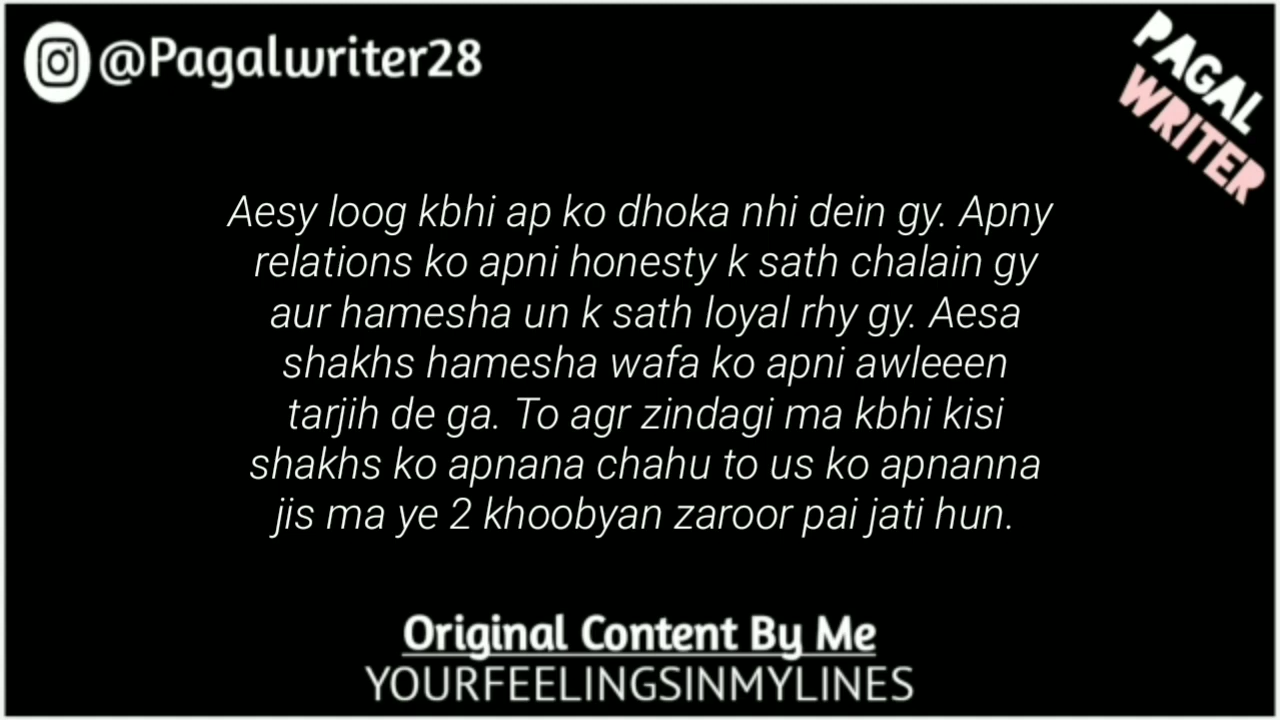 @Pagalwriter28
PAGAL
WRITER
Aesy loog kbhi ap ko dhoka nhi dein gy. Apny
relations ko apni honesty k sath chalain gy
aur hamesha un k sath loyal rhy gy. Aesa
shakhs hamesha wafa ko apni awleeen
tarjih de ga. To agr zindagi ma kbhi kisi
shakhs ko apnana chahu to us ko apnanna
jis ma ye 2 khoobyan zaroor pai jati hun.
Original Content By Me
YOURFEELINGSINMYLINES